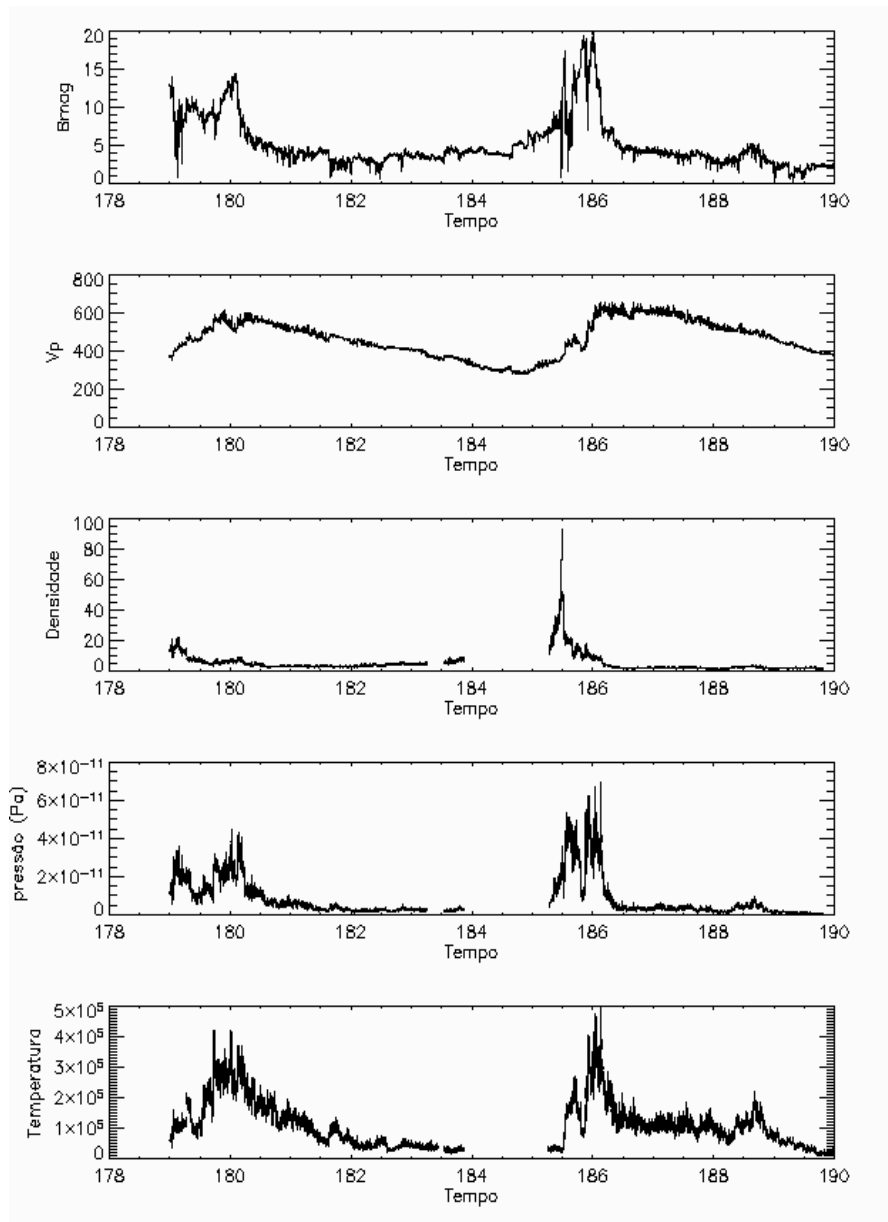 20
15
10
5
0
Bmag
178 180 182 184 186 188 190
Tempo
800
600
400
200
0
Vp
178 180 182 184 186 188 190
Tempo
100
80
60
40
20
0
Densidade
178 180 182 184 186 188 190
Tempo
8×10⁻¹¹
6×10⁻¹¹
4×10⁻¹¹
2×10⁻¹¹
0
pressão (Pa)
178 180 182 184 186 188 190
Tempo
5×10⁵
4×10⁵
3×10⁵
2×10⁵
1×10⁵
0
Temperatura
178 180 182 184 186 188 190
Tempo